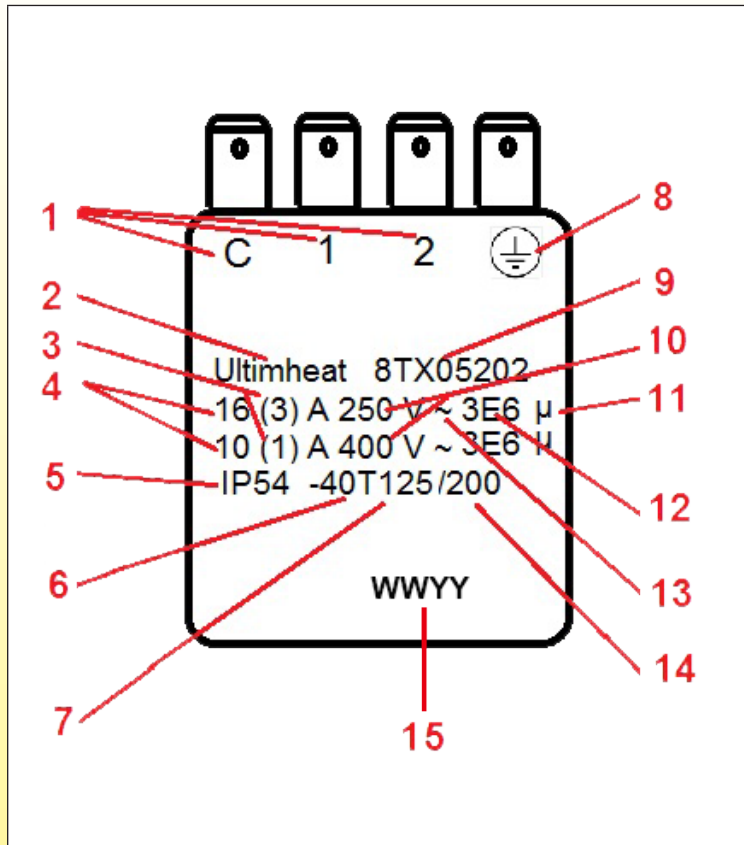 1 C 1 2 8
2 9
3 10
Ultimheat 8TX05202
4 16 (3) A 250 V ~ 3E6 µ 11
10 (1) A 400 V ~ 3E6 µ
5 IP54 -40T125/200 12
6 13
WWYY
7 14
15